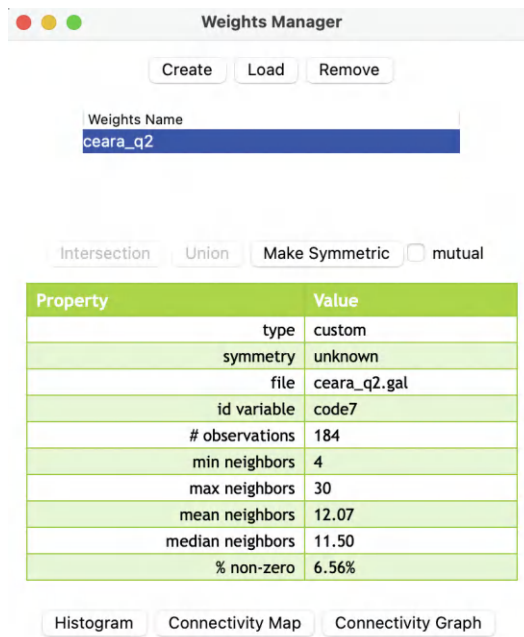 Weights Manager
Create Load Remove
Weights Name
ceara_q2
Intersection Union Make Symmetric mutual
Property Value
type custom
symmetry unknown
file ceara_q2.gal
id variable code7
# observations 184
min neighbors 4
max neighbors 30
mean neighbors 12.07
median neighbors 11.50
% non-zero 6.56%
Histogram Connectivity Map Connectivity Graph